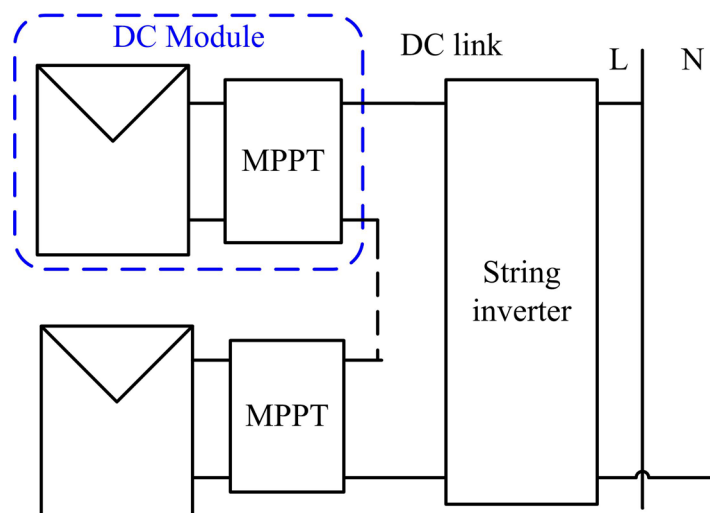 DC Module
DC link
L
N
MPPT
String
inverter
MPPT